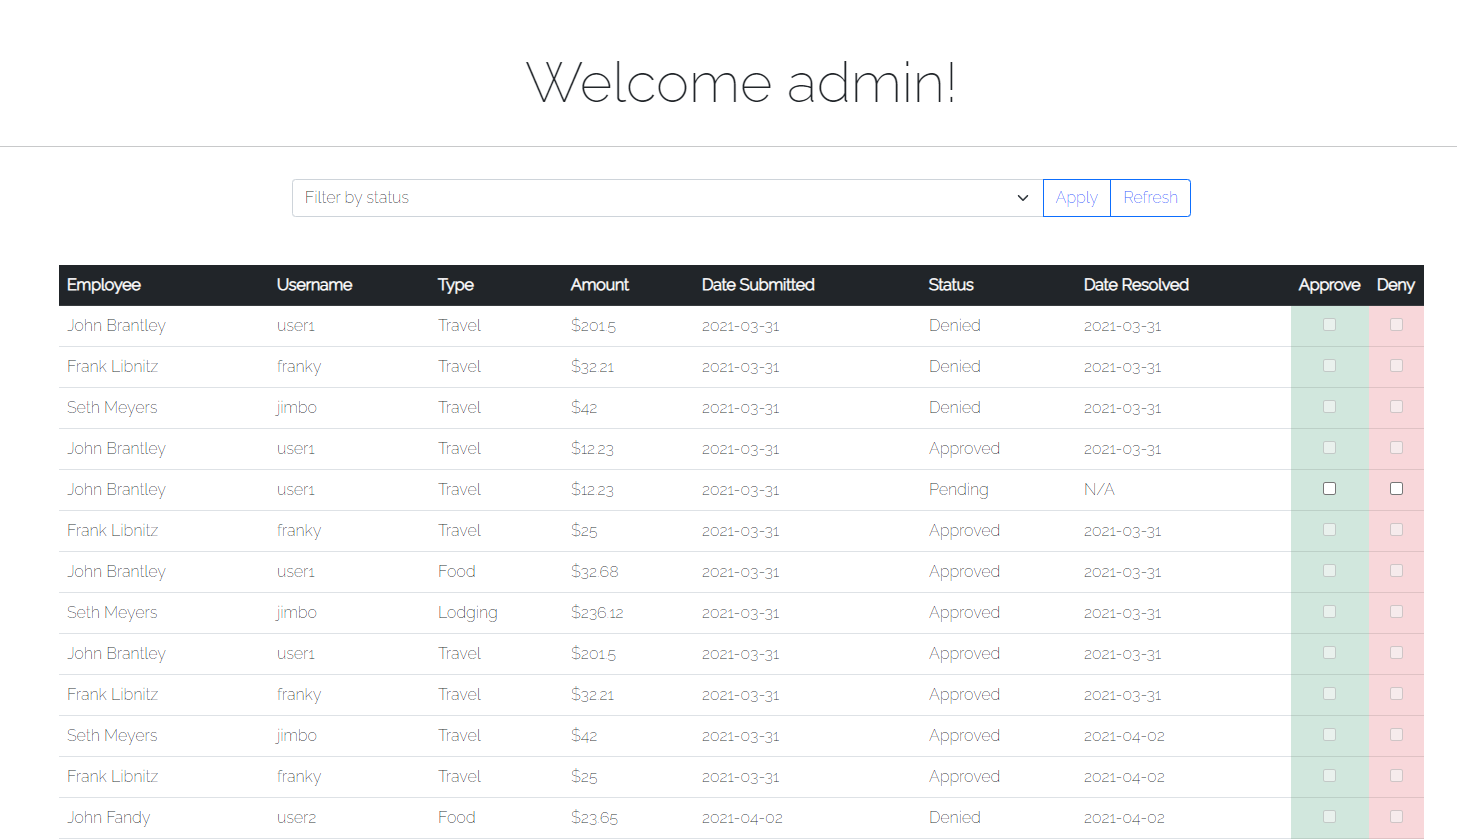 Welcome admin!
Filter by status Apply Refresh
Employee Username Type Amount Date Submitted Status Date Resolved Approve Deny
John Brantley user1 Travel $201.5 2021-03-31 Denied 2021-03-31
Frank Libnitz franky Travel $32.21 2021-03-31 Denied 2021-03-31
Seth Meyers jimbo Travel $42 2021-03-31 Denied 2021-03-31
John Brantley user1 Travel $12.23 2021-03-31 Approved 2021-03-31
John Brantley user1 Travel $12.23 2021-03-31 Pending N/A
Frank Libnitz franky Travel $25 2021-03-31 Approved 2021-03-31
John Brantley user1 Food $32.68 2021-03-31 Approved 2021-03-31
Seth Meyers jimbo Lodging $236.12 2021-03-31 Approved 2021-03-31
John Brantley user1 Travel $201.5 2021-03-31 Approved 2021-03-31
Frank Libnitz franky Travel $32.21 2021-03-31 Approved 2021-03-31
Seth Meyers jimbo Travel $42 2021-03-31 Approved 2021-04-02
Frank Libnitz franky Travel $25 2021-03-31 Approved 2021-04-02
John Fandy user2 Food $23.65 2021-04-02 Denied 2021-04-02